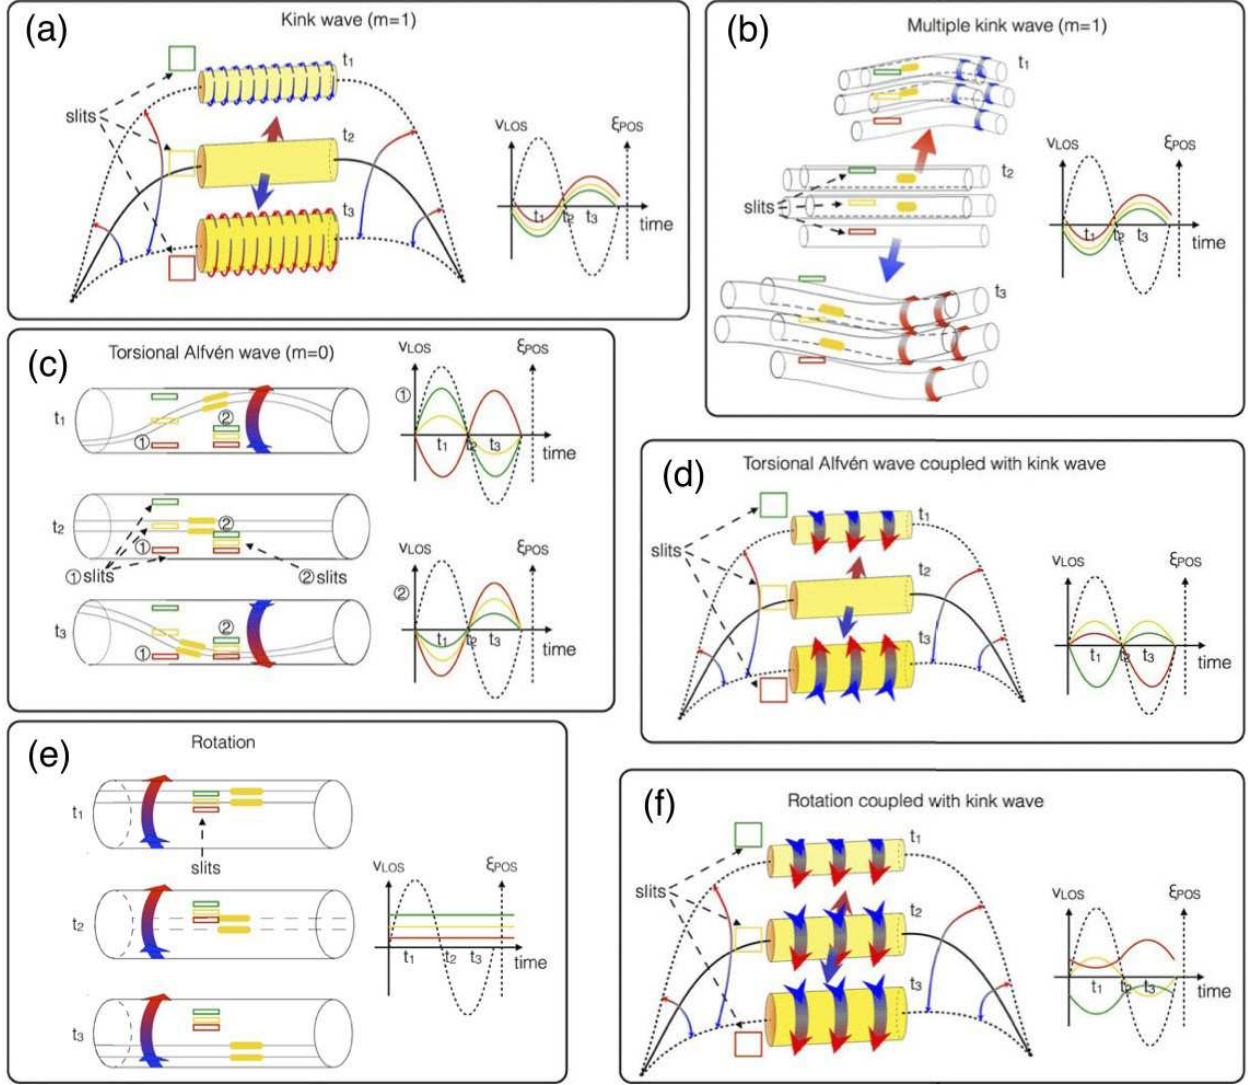 (a)
Kink wave (m=1)
slits
t₁
t₂
t₃
vLOS
ξPOS
t₁
t₂
t₃
time
(b)
Multiple kink wave (m=1)
t₁
t₂
slits
t₃
vLOS
ξPOS
t₁
t₂
t₃
time
(c)
Torsional Alfvén wave (m=0)
t₁
①
②
t₂
①
②
① slits
② slits
t₃
①
②
vLOS
ξPOS
①
t₁
t₂
t₃
time
vLOS
ξPOS
②
t₁
t₂
t₃
time
(d)
Torsional Alfvén wave coupled with kink wave
slits
t₁
t₂
t₃
vLOS
ξPOS
t₁
t₂
t₃
time
(e)
Rotation
t₁
slits
t₂
t₃
vLOS
ξPOS
t₁
t₂
t₃
time
(f)
Rotation coupled with kink wave
slits
t₁
t₂
t₃
vLOS
ξPOS
t₁
t₂
t₃
time